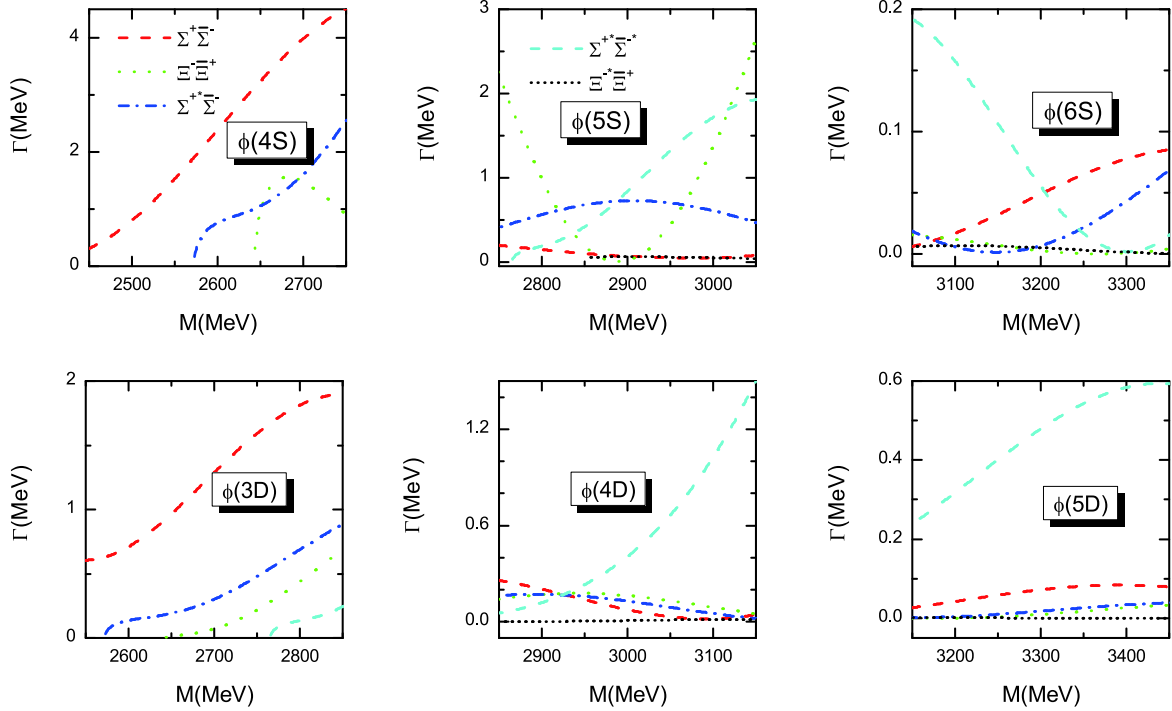 4
2
0
Γ(MeV)
Σ⁺Σ̅⁻
Ξ⁻Ξ̅⁺
Σ⁺*Σ̅⁻
ϕ(4S)
2500 2600 2700
M(MeV)
3
2
1
0
Γ(MeV)
Σ⁺*Σ̅⁻*
Ξ⁻*Ξ̅⁺
ϕ(5S)
2800 2900 3000
M(MeV)
0.2
0.1
0.0
Γ(MeV)
ϕ(6S)
3100 3200 3300
M(MeV)
2
1
0
Γ(MeV)
ϕ(3D)
2600 2700 2800
M(MeV)
1.2
0.6
0.0
Γ(MeV)
ϕ(4D)
2900 3000 3100
M(MeV)
0.6
0.4
0.2
0.0
Γ(MeV)
ϕ(5D)
3200 3300 3400
M(MeV)